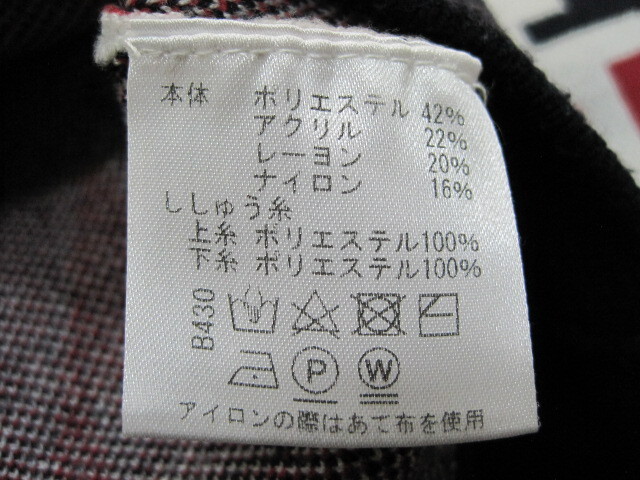 本体 ポリエステル 42%
アクリル 22%
レーヨン 20%
ナイロン 16%
ししゅう糸
上糸 ポリエステル100%
下糸 ポリエステル100%
B430
P W
アイロンの際はあて布を使用